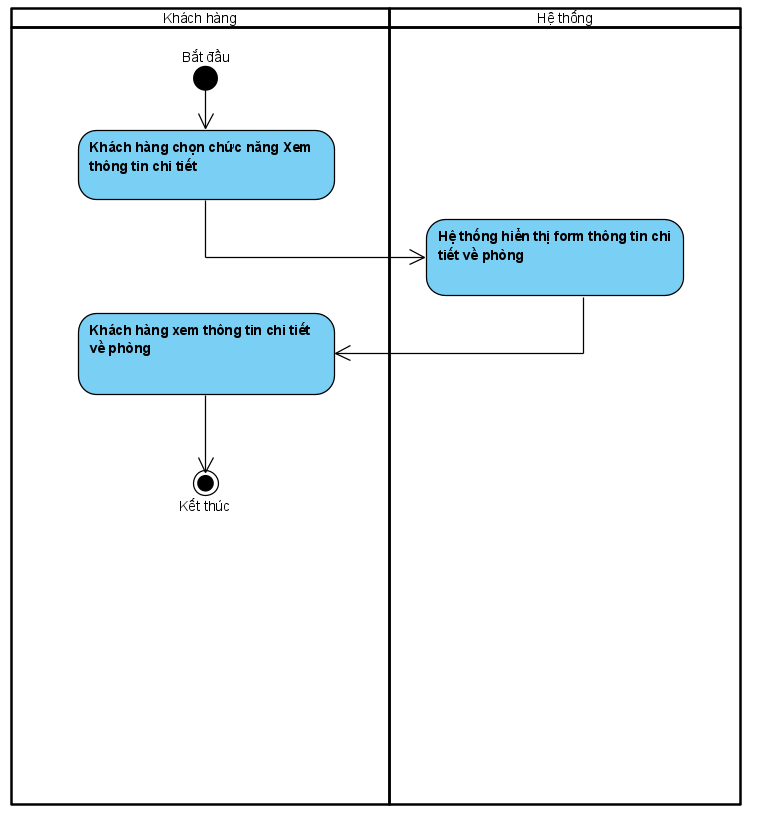 Khách hàng
Hệ thống
Bắt đầu
Khách hàng chọn chức năng Xem
thông tin chi tiết
Hệ thống hiển thị form thông tin chi
tiết về phòng
Khách hàng xem thông tin chi tiết
về phòng
Kết thúc